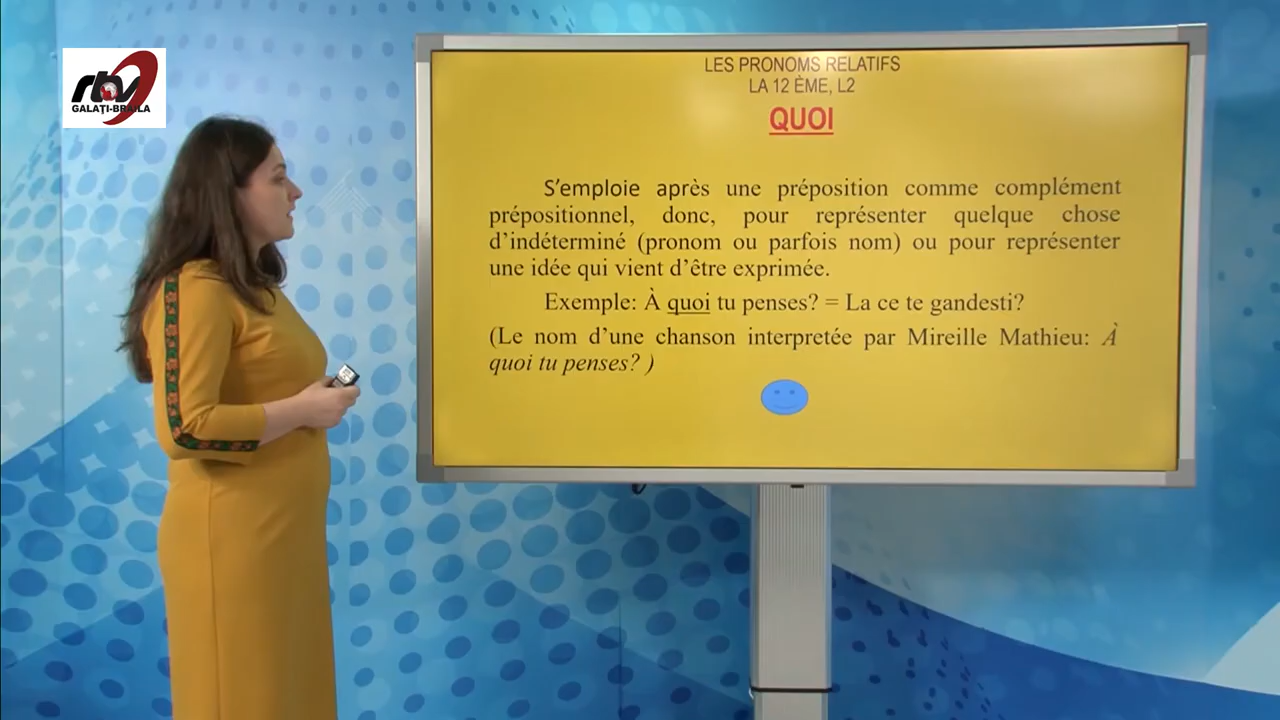 rtv
GALAȚI-BRĂILA
LES PRONOMS RELATIFS
LA 12 ÈME, L2
QUOI
S’emploie après une préposition comme complément
prépositionnel, donc, pour représenter quelque chose
d’indéterminé (pronom ou parfois nom) ou pour représenter
une idée qui vient d’être exprimée.
Exemple: À quoi tu penses? = La ce te gandesti?
(Le nom d’une chanson interpretée par Mireille Mathieu: À
quoi tu penses? )